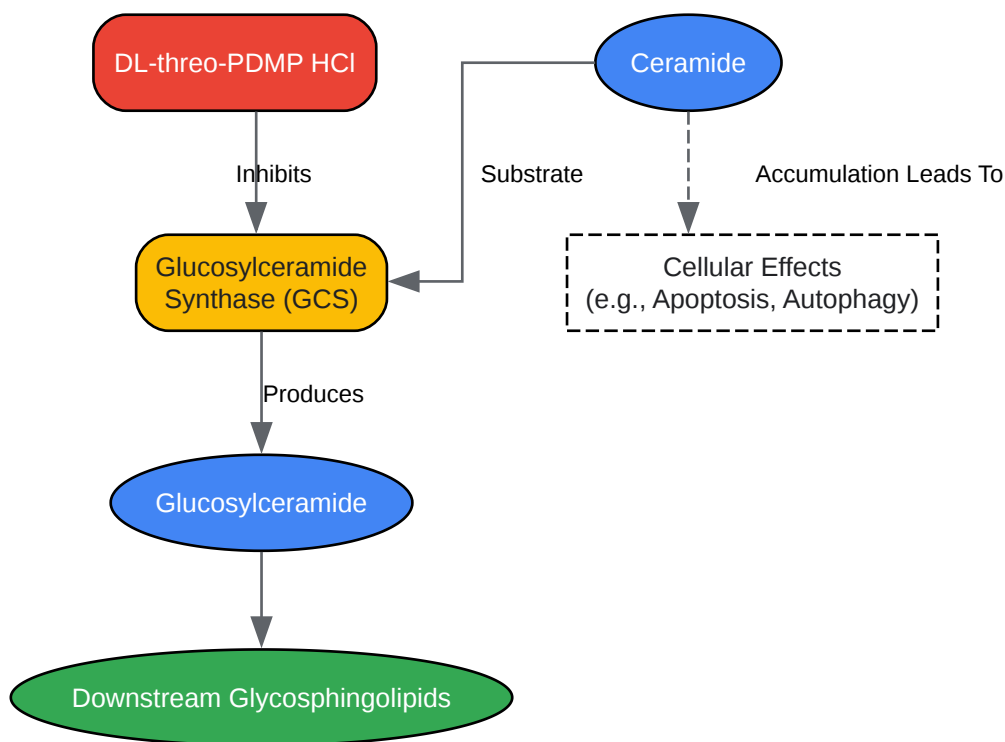 DL-threo-PDMP HCl
Ceramide
Inhibits
Substrate
Accumulation Leads To
Glucosylceramide
Synthase (GCS)
Cellular Effects
(e.g., Apoptosis, Autophagy)
Produces
Glucosylceramide
Downstream Glycosphingolipids